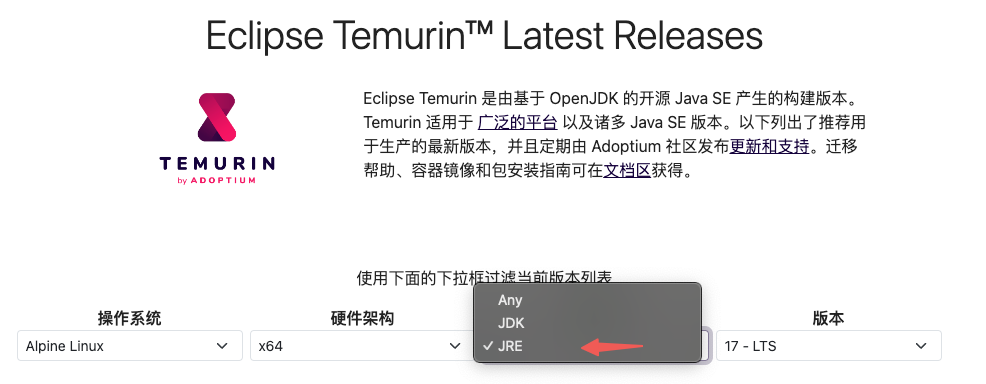 Eclipse Temurin™ Latest Releases
Eclipse Temurin 是由基于 OpenJDK 的开源 Java SE 产生的构建版本。
Temurin 适用于 广泛的平台 以及诸多 Java SE 版本。以下列出了推荐用
于生产的最新版本，并且定期由 Adoptium 社区发布更新和支持。迁移
帮助、容器镜像和包安装指南可在文档区获得。
TEMURIN
by ADOPTIUM
使用下面的下拉框过滤当前版本列表
操作系统
硬件架构
版本
Alpine Linux
x64
Any
JDK
JRE
17 - LTS